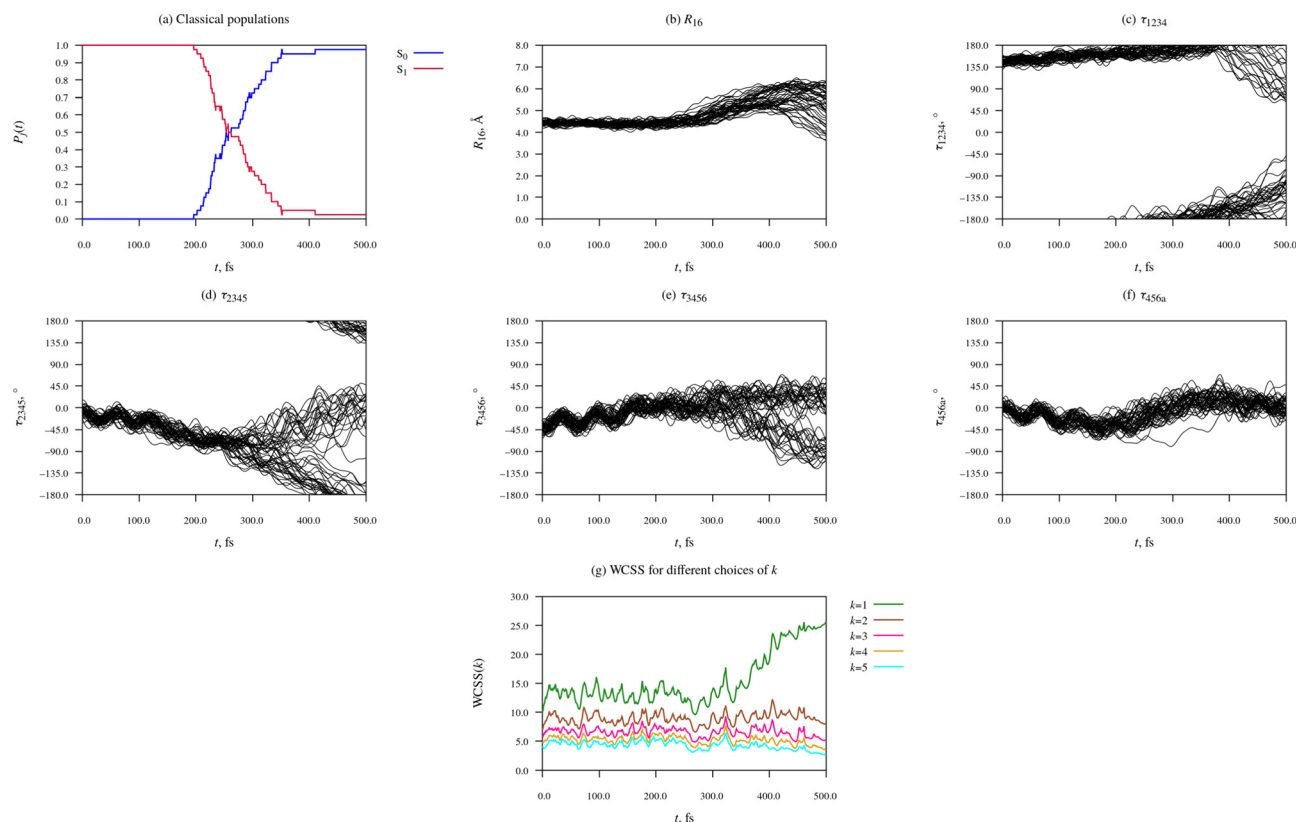 (a) Classical populations
1.0
0.9
0.8
0.7
0.6
0.5
0.4
0.3
0.2
0.1
0.0
P_j(t)
0.0 100.0 200.0 300.0 400.0 500.0
t, fs
S₀
S₁
(b) R₁₆
8.0
7.0
6.0
5.0
4.0
3.0
2.0
1.0
0.0
R₁₆, Å
0.0 100.0 200.0 300.0 400.0 500.0
t, fs
(c) τ₁₂₃₄
180.0
135.0
90.0
45.0
0.0
−45.0
−90.0
−135.0
−180.0
τ₁₂₃₄, °
0.0 100.0 200.0 300.0 400.0 500.0
t, fs
(d) τ₂₃₄₅
180.0
135.0
90.0
45.0
0.0
−45.0
−90.0
−135.0
−180.0
τ₂₃₄₅, °
0.0 100.0 200.0 300.0 400.0 500.0
t, fs
(e) τ₃₄₅₆
180.0
135.0
90.0
45.0
0.0
−45.0
−90.0
−135.0
−180.0
τ₃₄₅₆, °
0.0 100.0 200.0 300.0 400.0 500.0
t, fs
(f) τ₄₅₆ₐ
180.0
135.0
90.0
45.0
0.0
−45.0
−90.0
−135.0
−180.0
τ₄₅₆ₐ, °
0.0 100.0 200.0 300.0 400.0 500.0
t, fs
(g) WCSS for different choices of k
30.0
25.0
20.0
15.0
10.0
5.0
0.0
WCSS(k)
0.0 100.0 200.0 300.0 400.0 500.0
t, fs
k=1
k=2
k=3
k=4
k=5